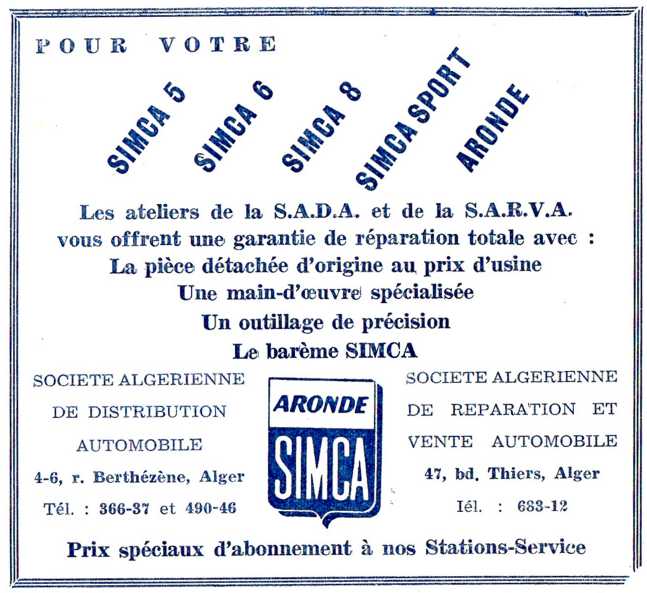 POUR VOTRE
SIMCA 5
SIMCA 6
SIMCA 8
SIMCA SPORT
ARONDE
Les ateliers de la S.A.D.A. et de la S.A.R.V.A.
vous offrent une garantie de réparation totale avec :
La pièce détachée d'origine au prix d'usine
Une main-d'œuvre spécialisée
Un outillage de précision
Le barème SIMCA
SOCIETE ALGERIENNE
DE DISTRIBUTION
AUTOMOBILE
4-6, r. Berthézène, Alger
Tél. : 366-37 et 490-46
ARONDE
SIMCA
SOCIETE ALGERIENNE
DE REPARATION ET
VENTE AUTOMOBILE
47, bd. Thiers, Alger
Tél. : 683-12
Prix spéciaux d'abonnement à nos Stations-Service